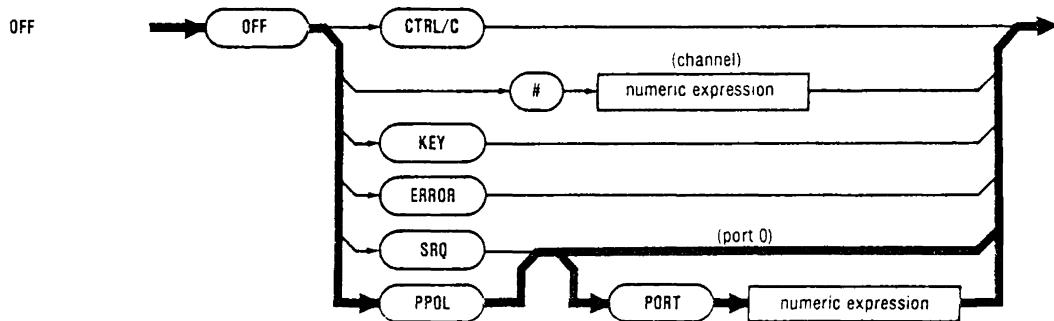 OFF
OFF
CTRL/C
(channel)
# numeric expression
KEY
ERROR
SRQ
(port 0)
PPOL
PORT
numeric expression